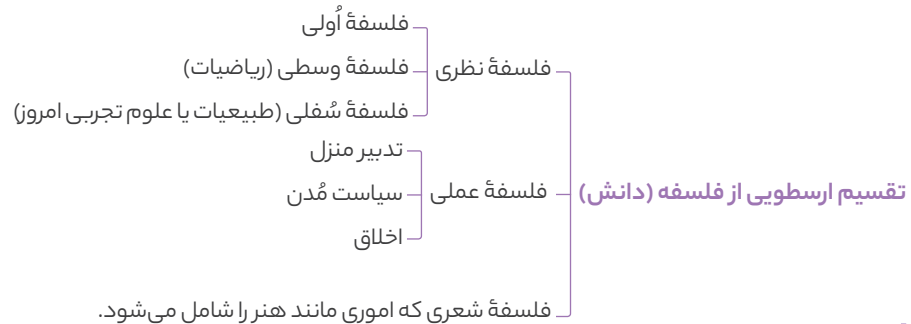 تقسیم ارسطویی از فلسفه (دانش)
فلسفهٔ نظری
فلسفهٔ اُولی
فلسفهٔ وسطی (ریاضیات)
فلسفهٔ سُفلی (طبیعیات یا علوم تجربی امروز)
فلسفهٔ عملی
تدبیر منزل
سیاست مُدن
اخلاق
فلسفهٔ شعری که اموری مانند هنر را شامل می‌شود.